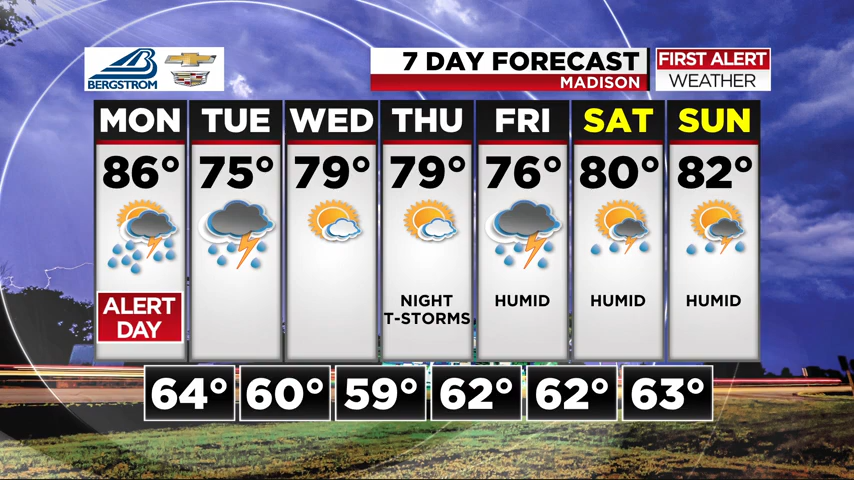 BERGSTROM
7 DAY FORECAST
MADISON
FIRST ALERT
WEATHER
MON TUE WED THU FRI SAT SUN
86° 75° 79° 79° 76° 80° 82°
ALERT
DAY
NIGHT
T-STORMS
HUMID
HUMID
HUMID
64° 60° 59° 62° 62° 63°